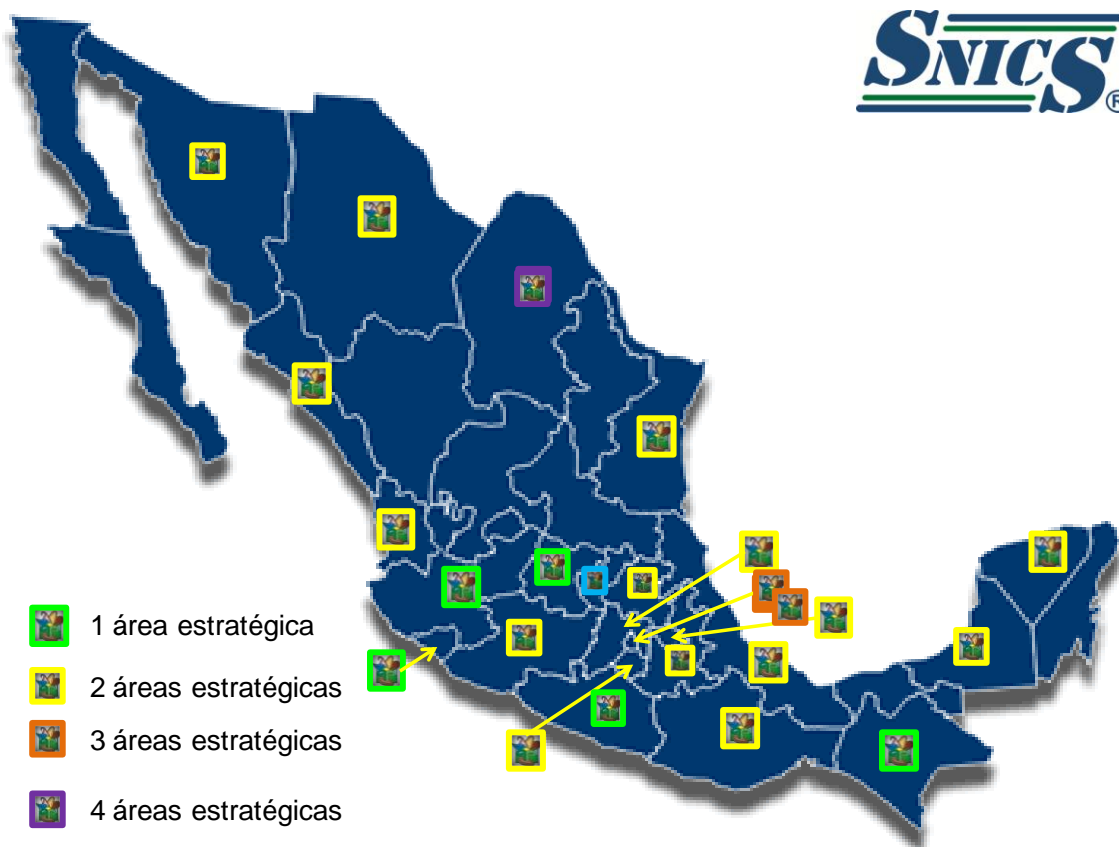 SNICS®
1 área estratégica
2 áreas estratégicas
3 áreas estratégicas
4 áreas estratégicas